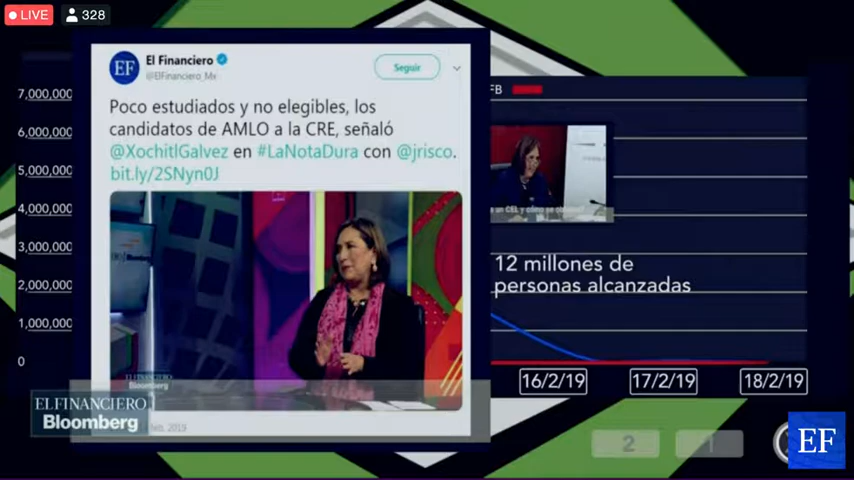 LIVE
328
El Financiero
@ElFinanciero_Mx
Seguir
Poco estudiados y no elegibles, los
candidatos de AMLO a la CRE, señaló
@XochitlGalvez en #LaNotaDura con @jrisco.
bit.ly/2SNyn0J
7,000,000
6,000,000
5,000,000
4,000,000
3,000,000
2,000,000
1,000,000
0
FB
12 millones de
personas alcanzadas
16/2/19
17/2/19
18/2/19
EL FINANCIERO
Bloomberg
feb. 2019
2
1
EF